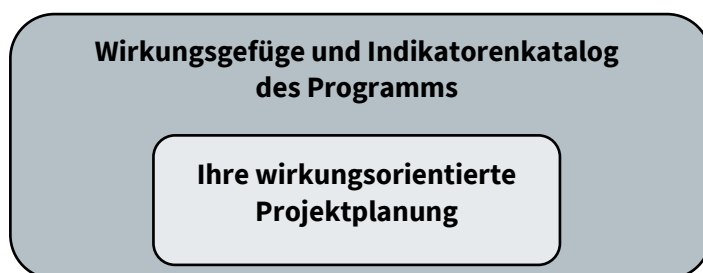 Wirkungsgefüge und Indikatorenkatalog
des Programms
Ihre wirkungsorientierte
Projektplanung